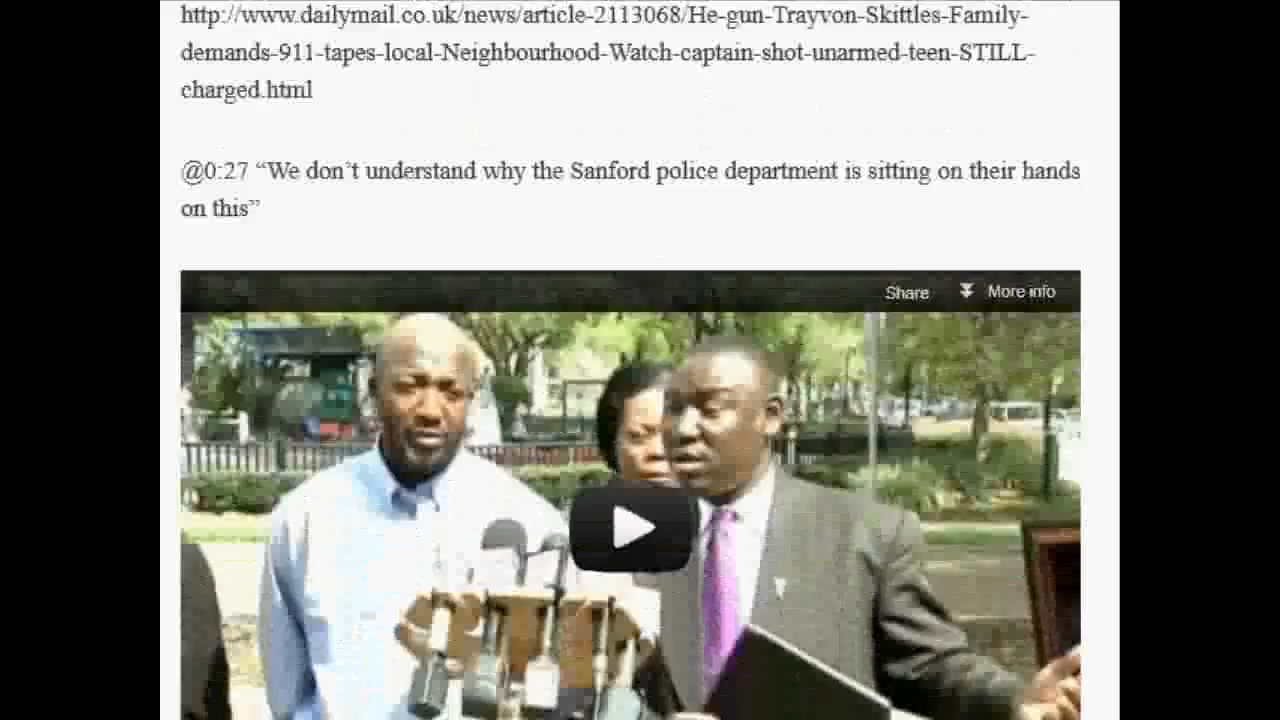 http://www.dailymail.co.uk/news/article-2113068/He-gun-Trayvon-Skittles-Family-
demands-911-tapes-local-Neighbourhood-Watch-captain-shot-unarmed-teen-STILL-
charged.html
@0:27 “We don’t understand why the Sanford police department is sitting on their hands
on this”
Share More info